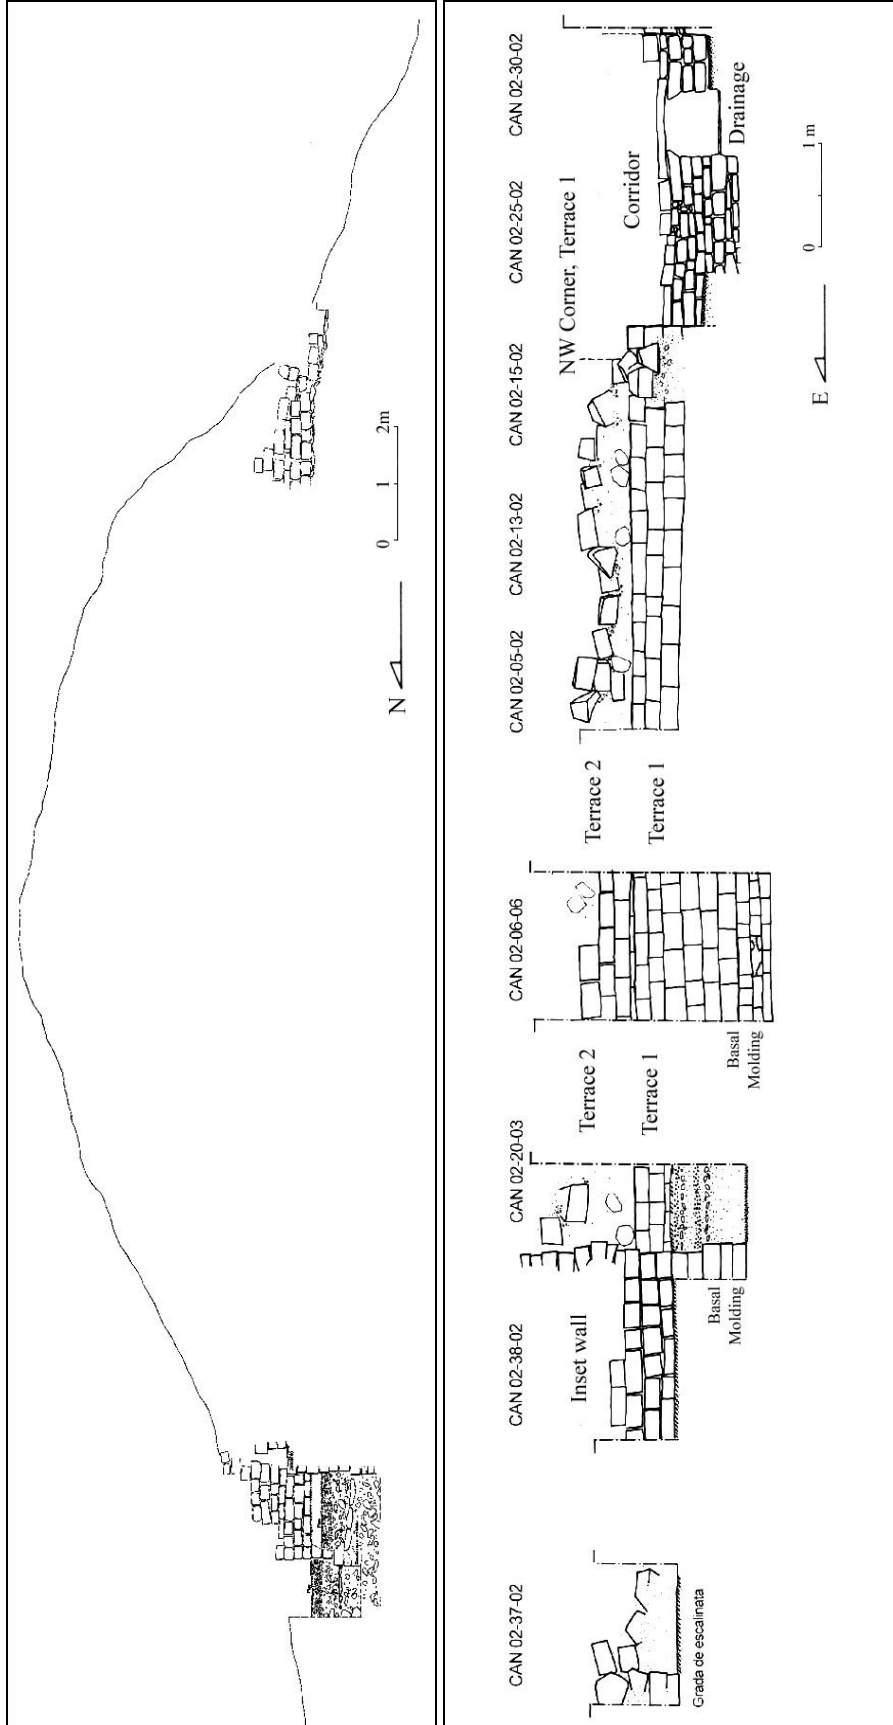 N
0 1 2m
CAN 02-37-02
CAN 02-38-02
CAN 02-20-03
CAN 02-06-06
CAN 02-05-02
CAN 02-13-02
CAN 02-15-02
CAN 02-25-02
CAN 02-30-02
Inset wall
Terrace 2
Terrace 1
Terrace 2
Terrace 1
NW Corner, Terrace 1
Corridor
Drainage
Grada de escalinata
Basal
Molding
Basal
Molding
E
0 1 m